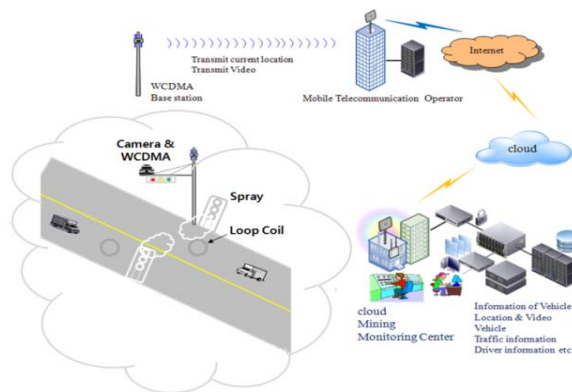 Transmit current location
Transmit Video
WCDMA
Base station
Mobile Telecommunication Operator
Internet
Camera &
WCDMA
Spray
Loop Coil
cloud
cloud
Mining
Monitoring Center
Information of Vehicle
Location & Video
Vehicle
Traffic information
Driver information etc